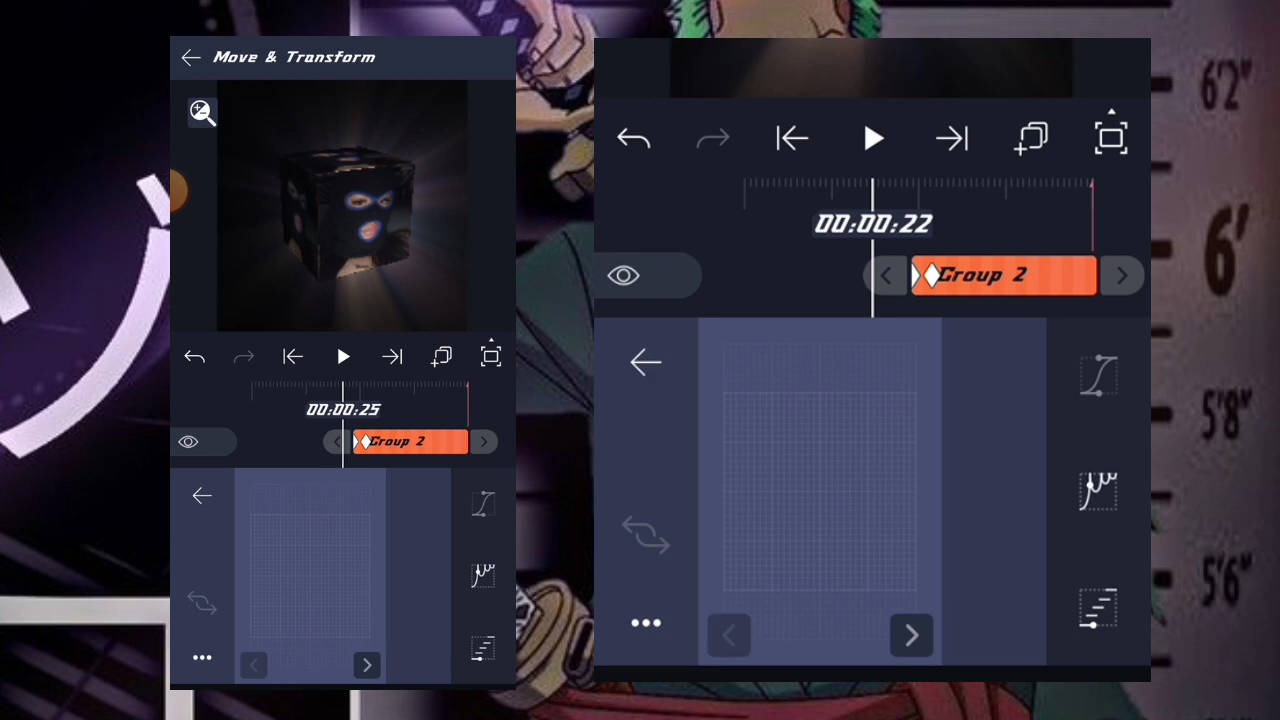 Move & Transform
00:00:25
Group 2
00:00:22
Group 2
6'2"
6'
5'8"
5'6"